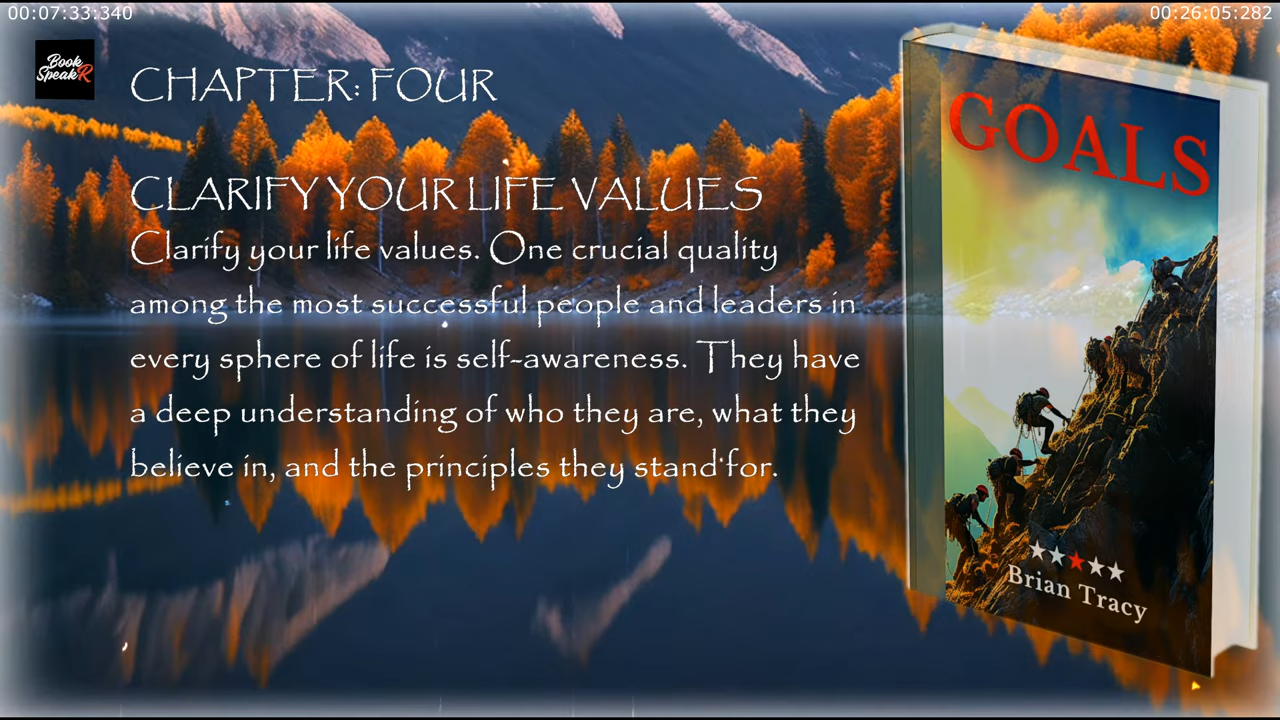 00:07:33:340
00:26:05:282
Book
SpeakR
CHAPTER: FOUR
CLARIFY YOUR LIFE VALUES
Clarify your life values. One crucial quality
among the most successful people and leaders in
every sphere of life is self-awareness. They have
a deep understanding of who they are, what they
believe in, and the principles they stand for.
GOALS
Brian Tracy